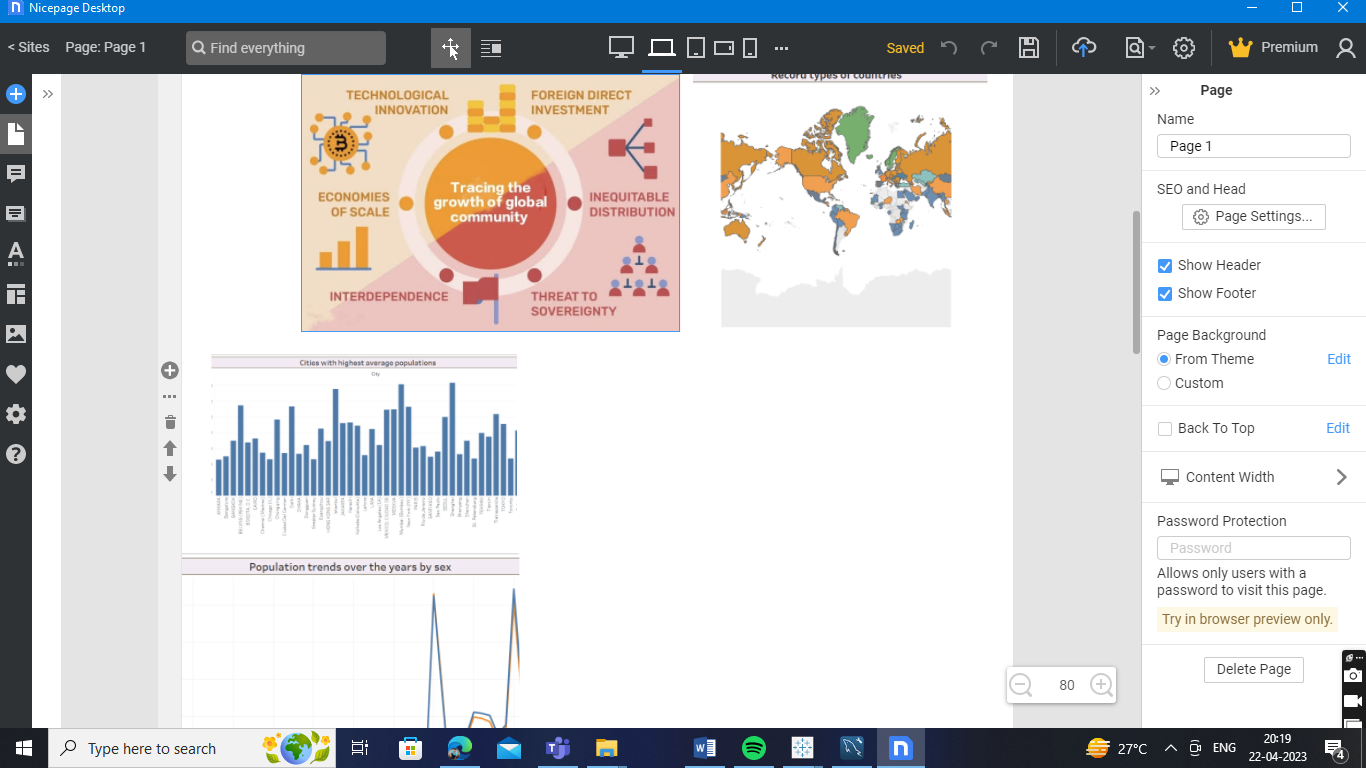 Nicepage Desktop
< Sites
Page: Page 1
Find everything
Saved
Premium
Page
Name
Page 1
SEO and Head
Page Settings...
Show Header
Show Footer
Page Background
From Theme
Edit
Custom
Back To Top
Edit
Content Width
Password Protection
Password
Allows only users with a
password to visit this page.
Try in browser preview only.
Delete Page
TECHNOLOGICAL
INNOVATION
FOREIGN DIRECT
INVESTMENT
ECONOMIES
OF SCALE
Tracing the
growth of global
community
INEQUITABLE
DISTRIBUTION
INTERDEPENDENCE
THREAT TO
SOVEREIGNTY
Record types of countries
Cities with highest average populations
City
Population trends over the years by sex
80
Type here to search
27°C
ENG
20:19
22-04-2023
4